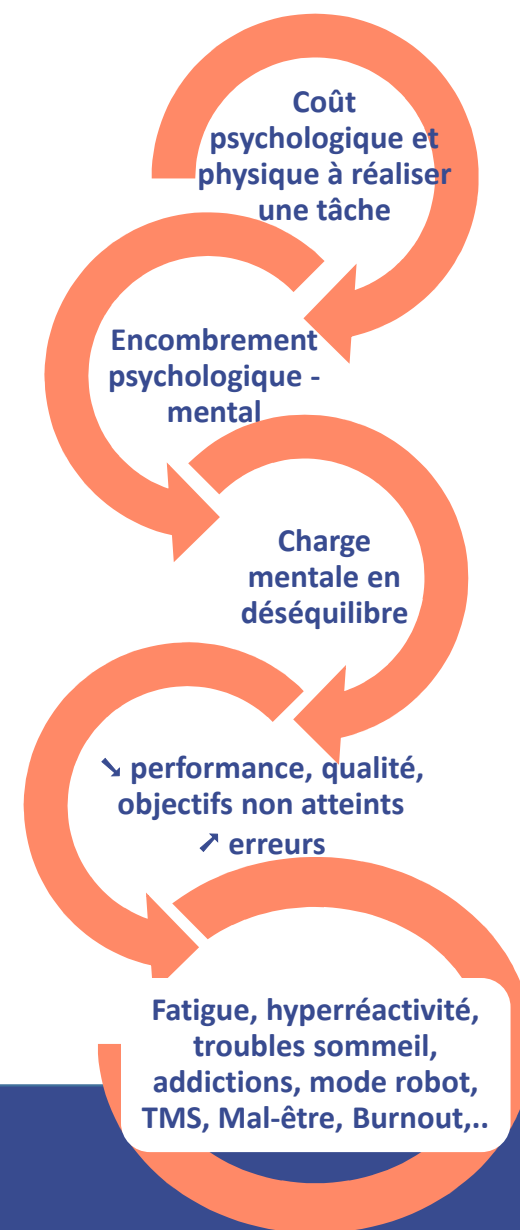 Coût
psychologique et
physique à réaliser
une tâche
Encombrement
psychologique -
mental
Charge
mentale en
déséquilibre
➘ performance, qualité,
objectifs non atteints
➚ erreurs
Fatigue, hyperréactivité,
troubles sommeil,
addictions, mode robot,
TMS, Mal-être, Burnout,..